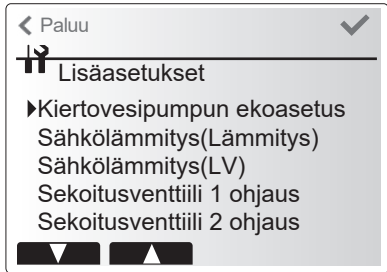 Paluu
Lisäasetukset
Kiertovesipumpun ekoasetus
Sähkölämmitys(Lämmitys)
Sähkölämmitys(LV)
Sekoitusventtiili 1 ohjaus
Sekoitusventtiili 2 ohjaus